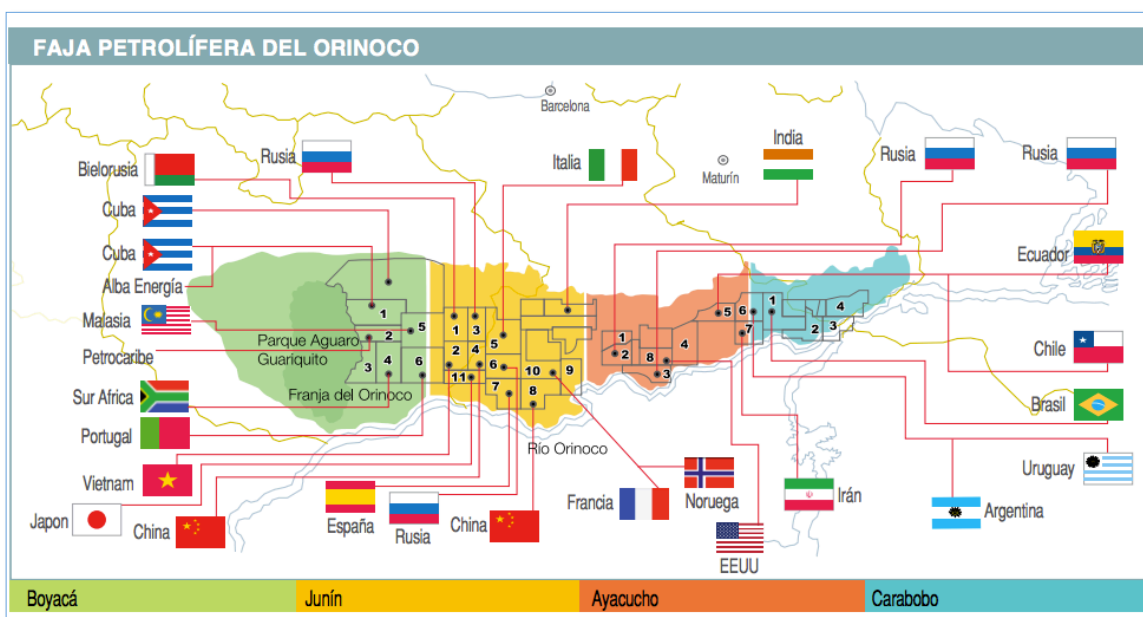 FAJA PETROLÍFERA DEL ORINOCO
Barcelona
Bielorusia
Rusia
Italia
India
Maturín
Rusia
Rusia
Cuba
Cuba
Ecuador
Alba Energía
Malasia
Parque Aguaro
Guariquito
Petrocaribe
Chile
Sur Africa
Franja del Orinoco
Brasil
Portugal
Río Orinoco
Vietnam
Uruguay
Japon
China
España
Rusia
China
Francia
Noruega
EEUU
Irán
Argentina
1
2
3
4
5
6
1
3
2
4
5
6
11
7
8
10
9
1
2
8
3
4
5
6
7
1
2
3
4
Boyacá
Junín
Ayacucho
Carabobo